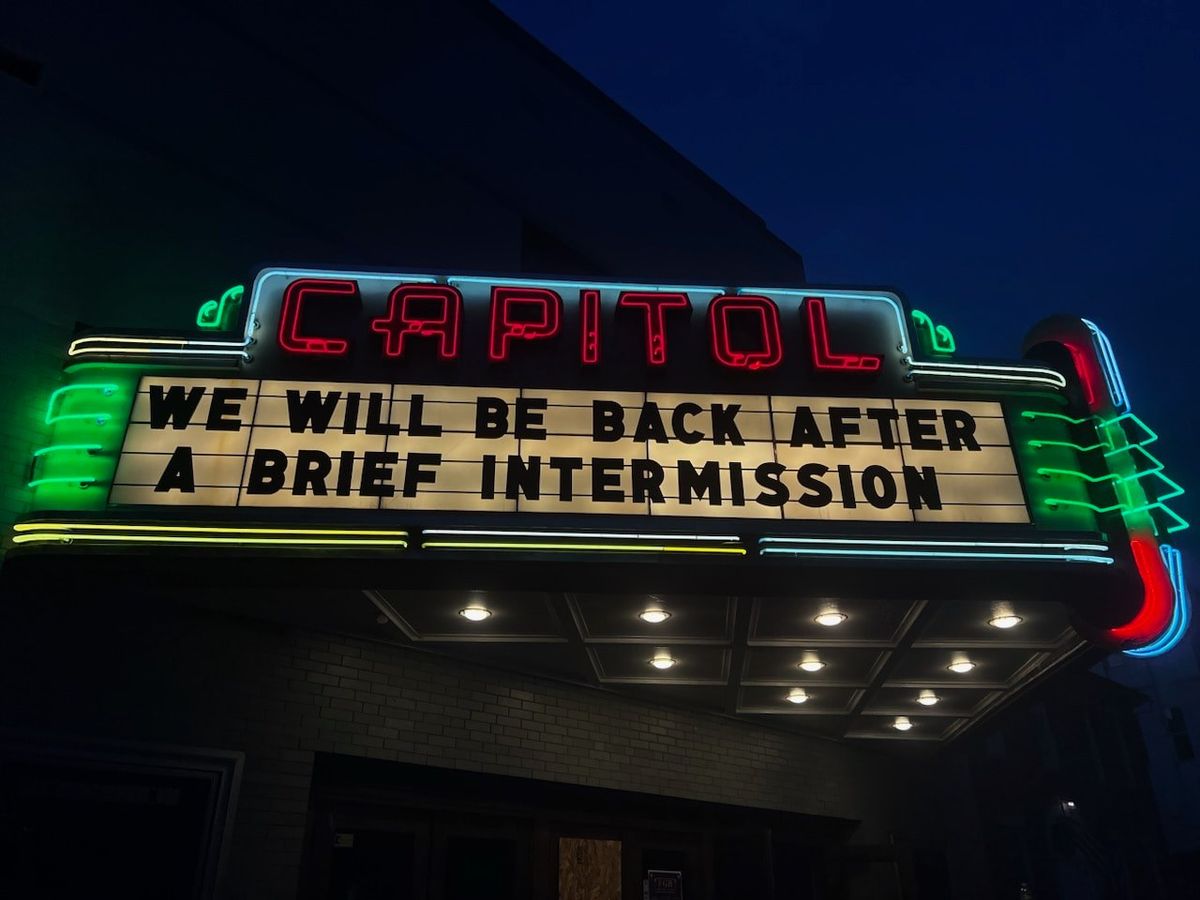 CAPITOL
WE WILL BE BACK AFTER
A BRIEF INTERMISSION